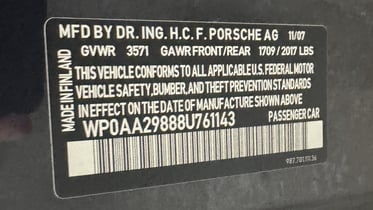 MFD BY DR. ING. H.C. F. PORSCHE AG 11/07
GVWR 3571 GAWR FRONT/REAR 1709/2017 LBS
THIS VEHICLE CONFORMS TO ALL APPLICABLE U.S. FEDERAL MOTOR
VEHICLE SAFETY, BUMBER, AND THEFT PREVENTION STANDARDS
IN EFFECT ON THE DATE OF MANUFACTURE SHOWN ABOVE.
WP0AA29888U761143 PASSENGER CAR
MADE IN FINLAND